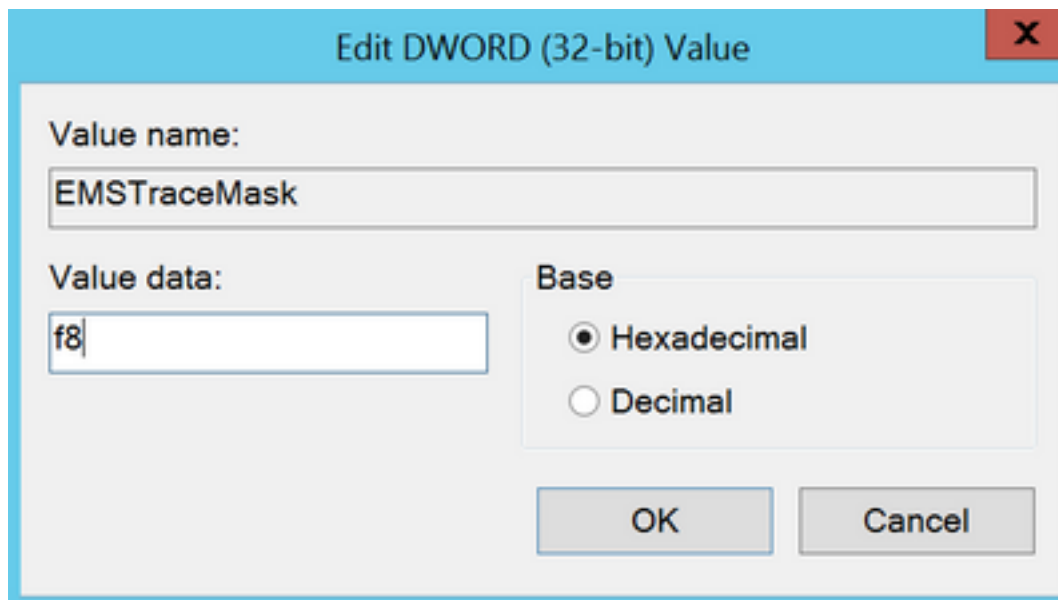 Edit DWORD (32-bit) Value
x
Value name:
EMSTraceMask
Value data:
f8
Base
Hexadecimal
Decimal
OK
Cancel